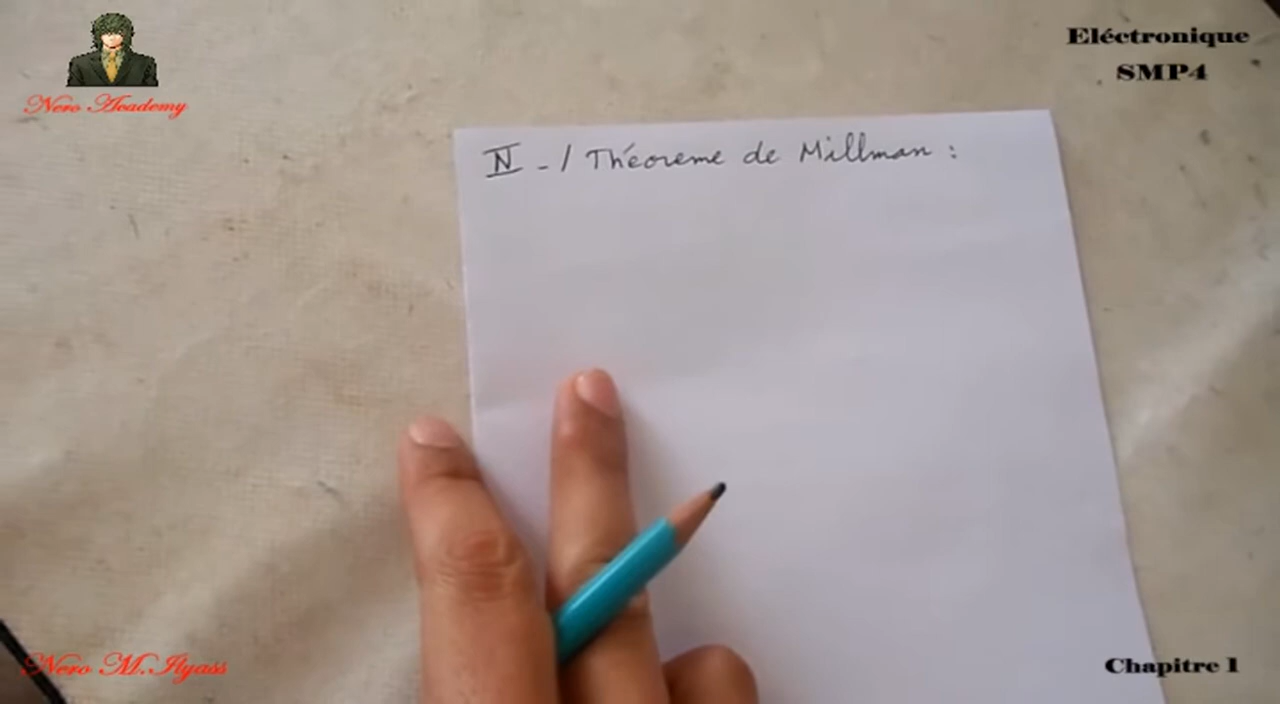 Nero Academy
Eléctronique
SMP4
IV - / Théoreme de Millman :
Nero M.Ilyass
Chapitre 1